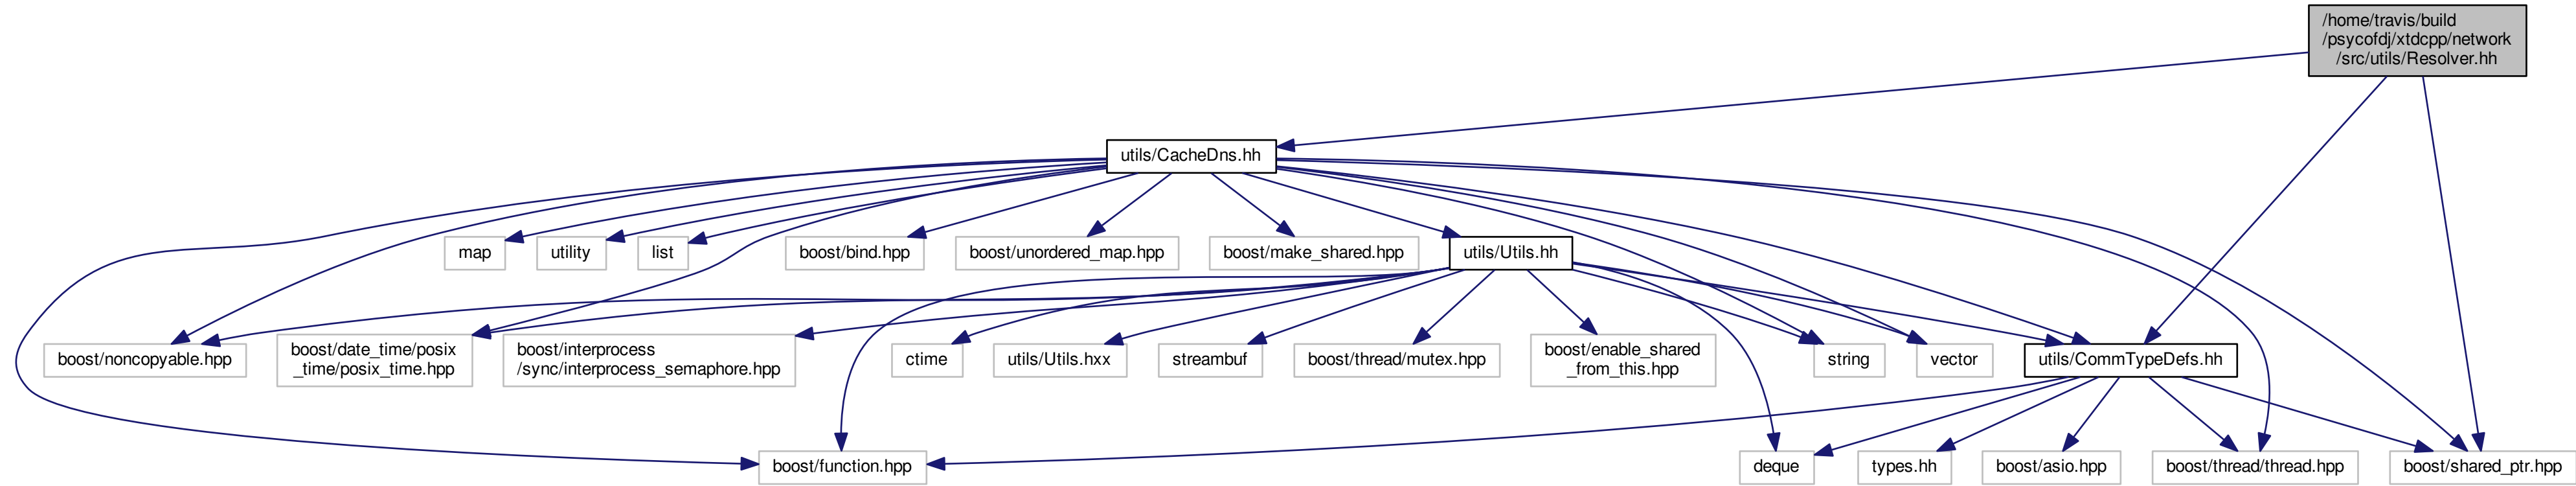 /home/travis/build
/psycofdj/xtdcpp/network
/src/utils/Resolver.hh
utils/CacheDns.hh
map
utility
list
boost/bind.hpp
boost/unordered_map.hpp
boost/make_shared.hpp
utils/Utils.hh
boost/noncopyable.hpp
boost/date_time/posix
_time/posix_time.hpp
boost/interprocess
/sync/interprocess_semaphore.hpp
ctime
utils/Utils.hxx
streambuf
boost/thread/mutex.hpp
boost/enable_shared
_from_this.hpp
string
vector
utils/CommTypeDefs.hh
boost/function.hpp
deque
types.hh
boost/asio.hpp
boost/thread/thread.hpp
boost/shared_ptr.hpp